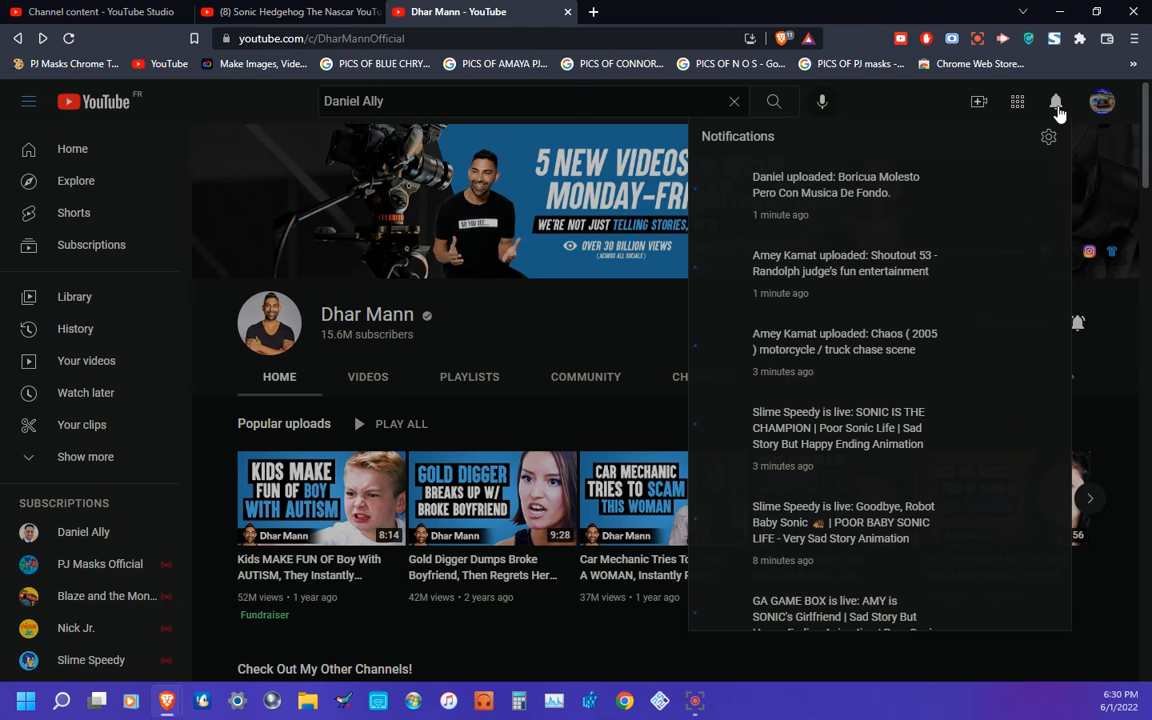 Channel content - YouTube Studio
(8) Sonic Hedgehog The Nascar YouTu
Dhar Mann - YouTube
youtube.com/c/DharMannOfficial
11
PJ Masks Chrome T...
YouTube
Make Images, Vide...
PICS OF BLUE CHRY...
PICS OF AMAYA PJ...
PICS OF CONNOR...
PICS OF N O S - Go...
PICS OF PJ masks -...
Chrome Web Store...
YouTube FR
Daniel Ally
Home
Explore
Shorts
Subscriptions
Library
History
Your videos
Watch later
Your clips
Show more
SUBSCRIPTIONS
Daniel Ally
PJ Masks Official
Blaze and the Mon...
Nick Jr.
Slime Speedy
5 NEW VIDEOS
MONDAY-FRI
WE'RE NOT JUST TELLING STORIES,
OVER 30 BILLION VIEWS
(ACROSS ALL SOCIALS)
SO YOU SEE...
Dhar Mann
15.6M subscribers
HOME
VIDEOS
PLAYLISTS
COMMUNITY
CH
Popular uploads
PLAY ALL
KIDS MAKE
FUN OF BOY
WITH AUTISM
Dhar Mann
8:14
Kids MAKE FUN OF Boy With
AUTISM, They Instantly...
52M views • 1 year ago
Fundraiser
GOLD DIGGER
BREAKS UP W/
BROKE BOYFRIEND
Dhar Mann
9:28
Gold Digger Dumps Broke
Boyfriend, Then Regrets Her...
42M views • 2 years ago
CAR MECHANIC
TRIES TO SCAM
THIS WOMAN
Dhar Mann
Car Mechanic Tries To
A WOMAN, Instantly R
37M views • 1 year ago
:56
Check Out My Other Channels!
Notifications
Daniel uploaded: Boricua Molesto
Pero Con Musica De Fondo.
1 minute ago
Amey Kamat uploaded: Shoutout 53 -
Randolph judge's fun entertainment
1 minute ago
Amey Kamat uploaded: Chaos ( 2005
) motorcycle / truck chase scene
3 minutes ago
Slime Speedy is live: SONIC IS THE
CHAMPION | Poor Sonic Life | Sad
Story But Happy Ending Animation
3 minutes ago
Slime Speedy is live: Goodbye, Robot
Baby Sonic 🦔 | POOR BABY SONIC
LIFE - Very Sad Story Animation
8 minutes ago
GA GAME BOX is live: AMY is
SONIC's Girlfriend | Sad Story But
6:30 PM
6/1/2022